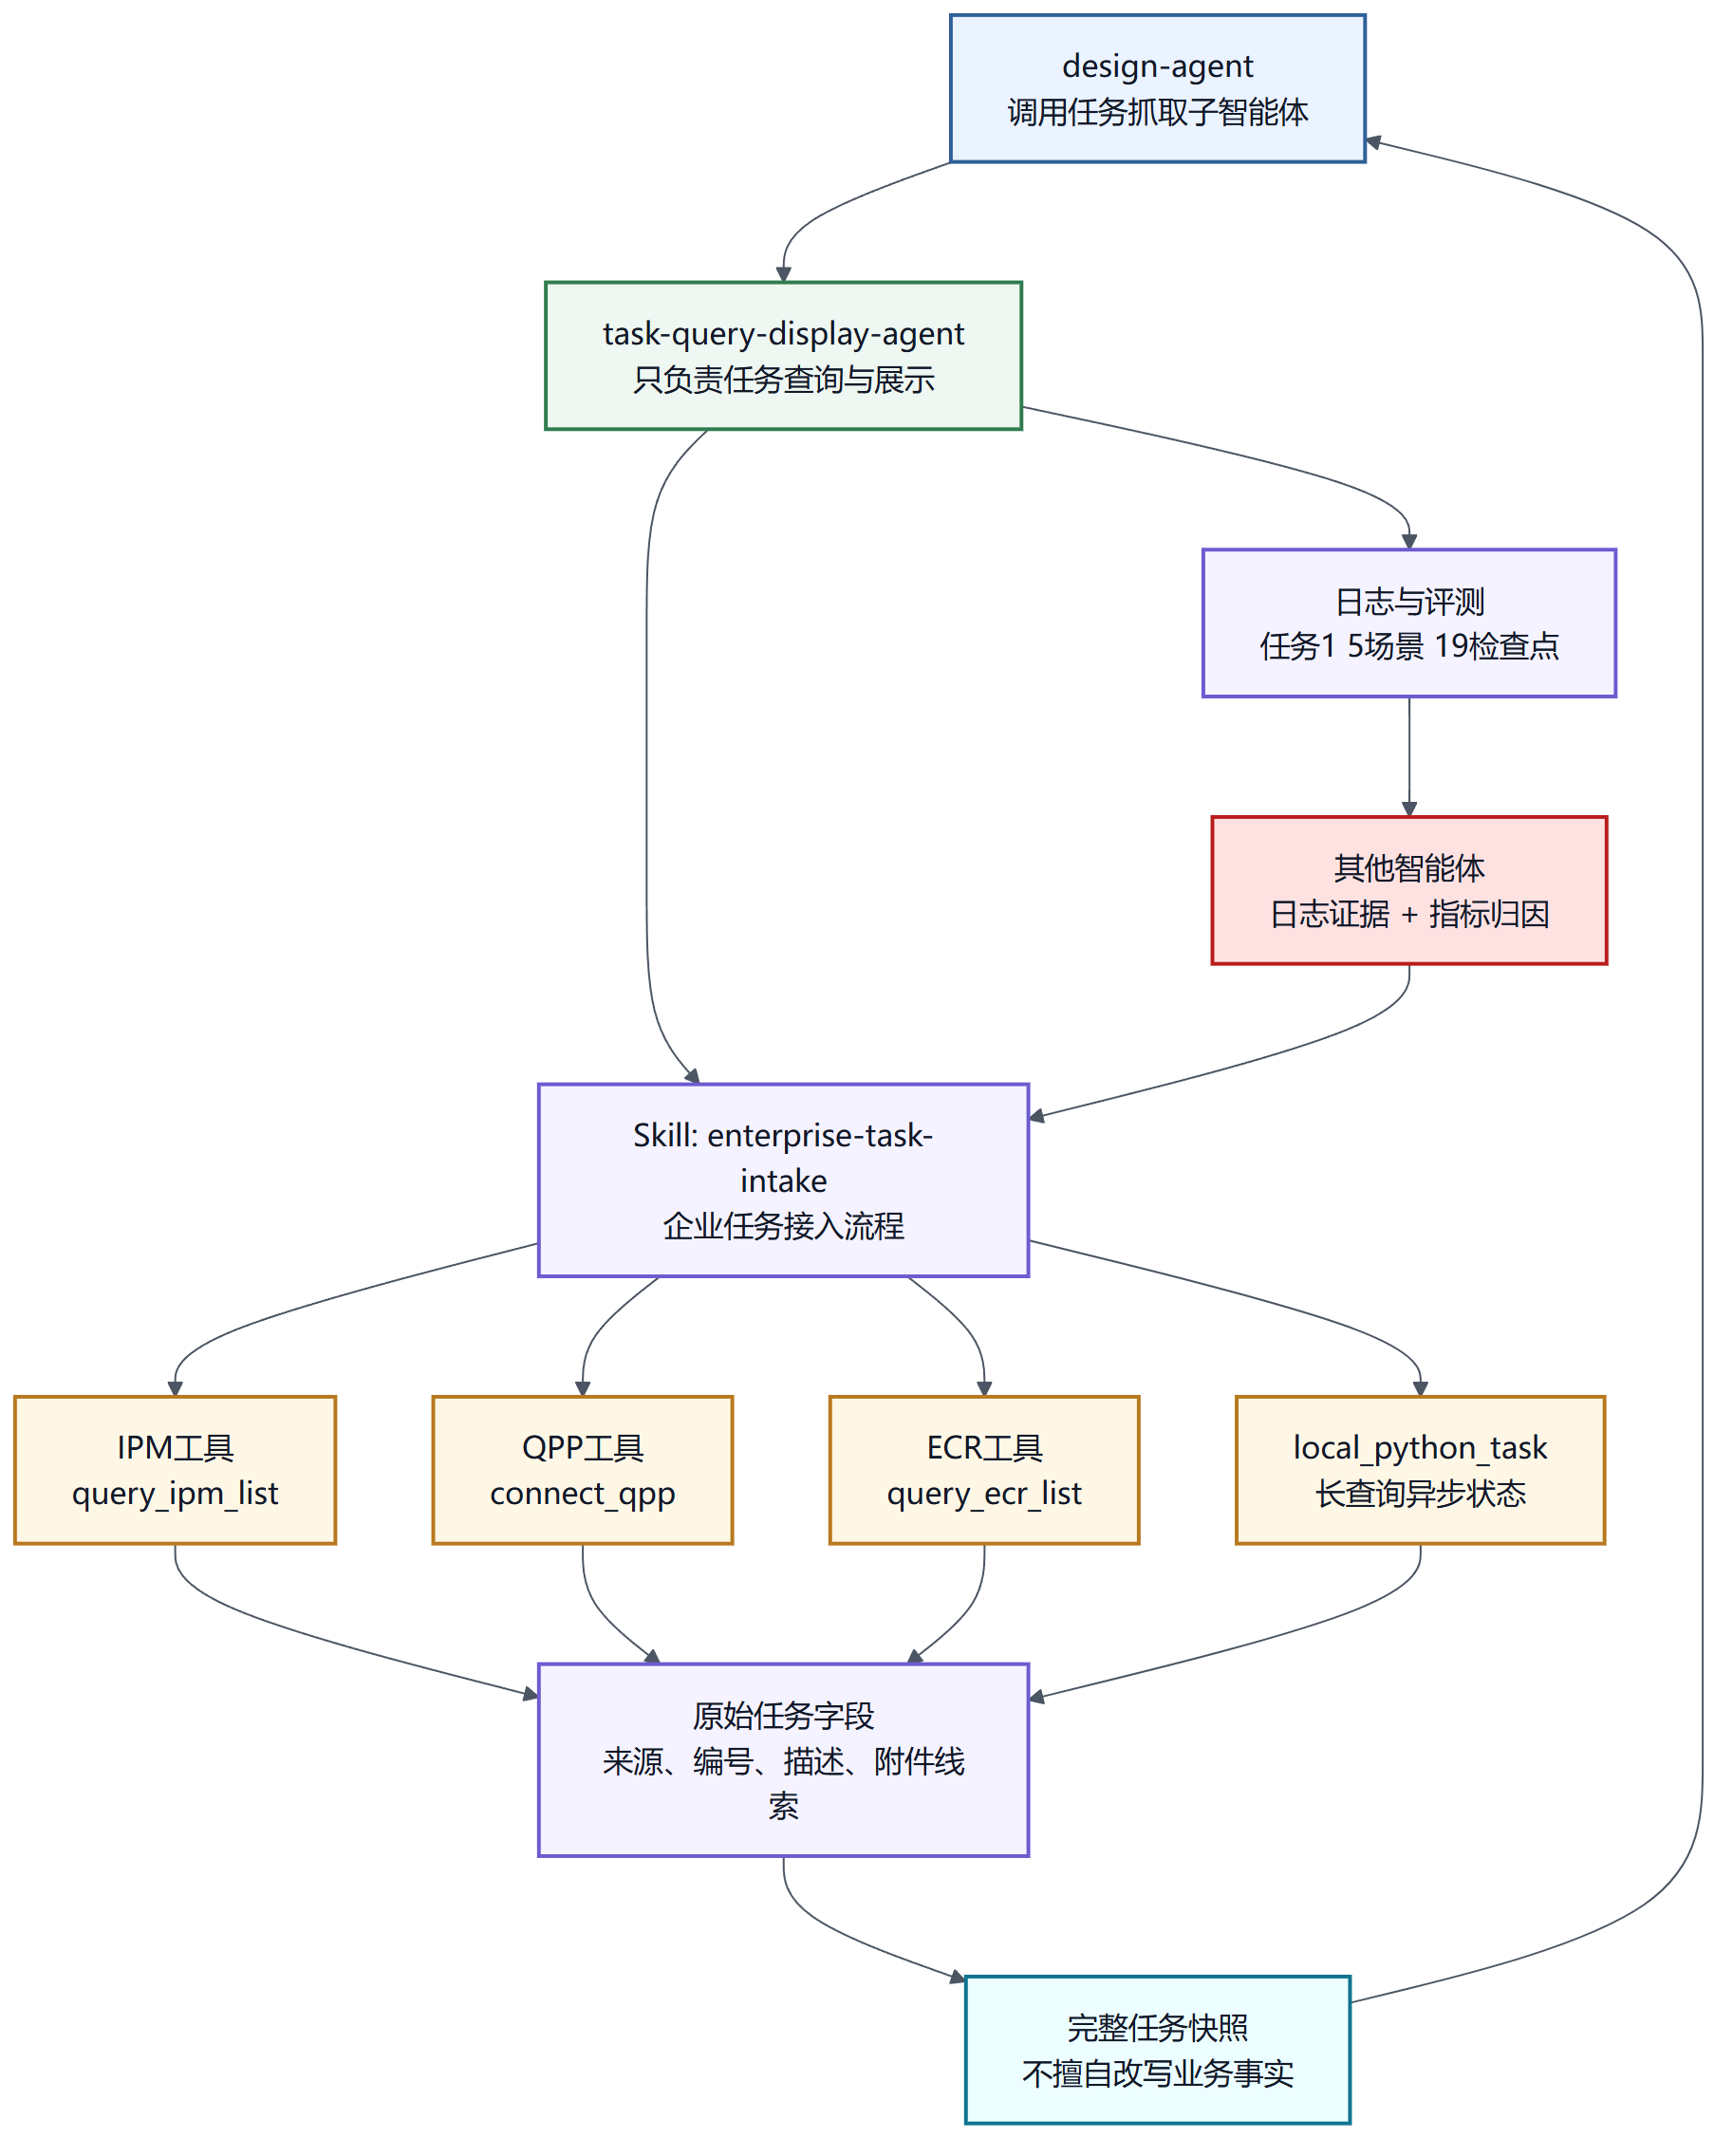 design-agent
调用任务抓取子智能体
task-query-display-agent
只负责任务查询与展示
日志与评测
任务1 5场景 19检查点
其他智能体
日志证据 + 指标归因
Skill: enterprise-task-
intake
企业任务接入流程
IPM工具
query_ipm_list
QPP工具
connect_qpp
ECR工具
query_ecr_list
local_python_task
长查询异步状态
原始任务字段
来源、编号、描述、附件线
索
完整任务快照
不擅自改写业务事实